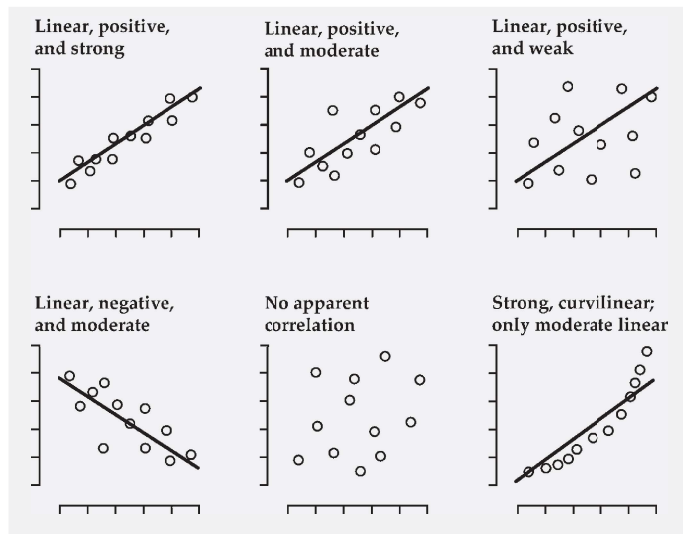 Linear, positive,
and strong
Linear, positive,
and moderate
Linear, positive,
and weak
Linear, negative,
and moderate
No apparent
correlation
Strong, curvilinear;
only moderate linear